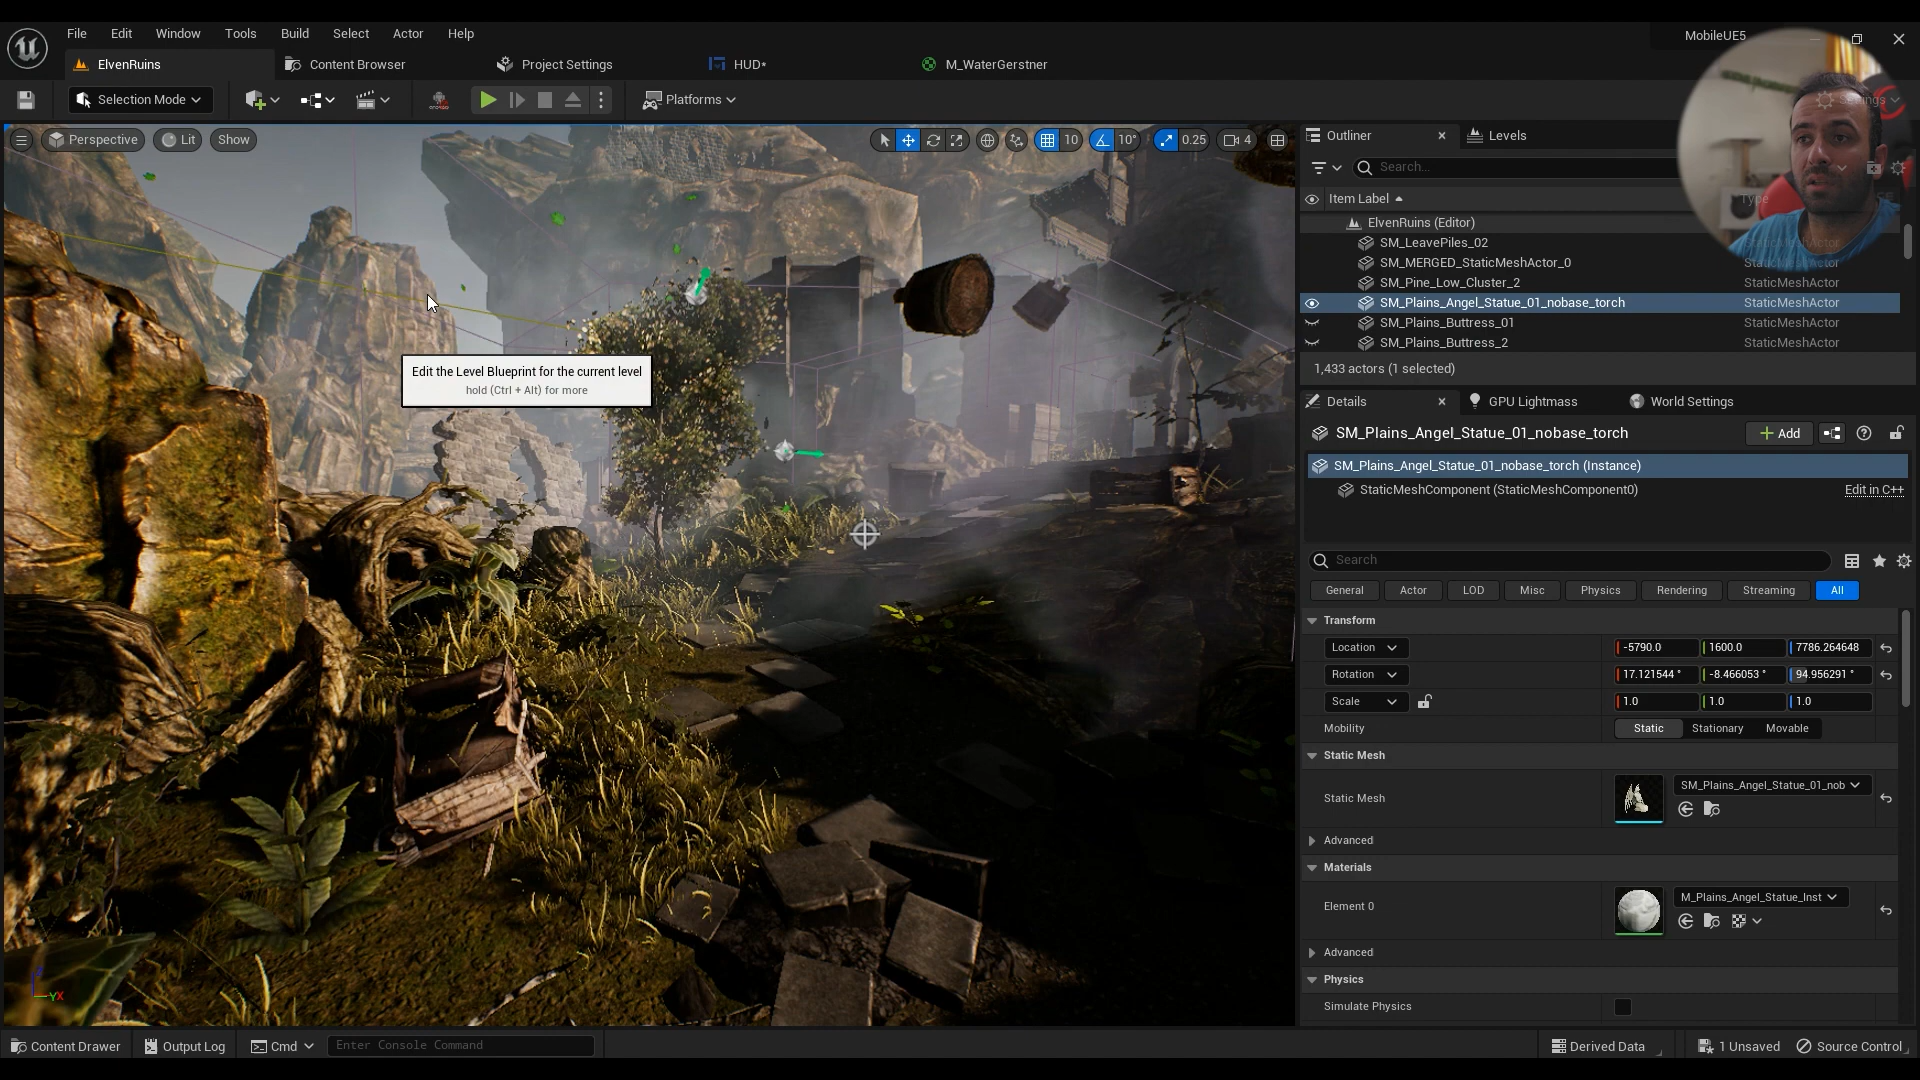 File Edit Window Tools Build Select Actor Help
MobileUE5
ElvenRuins
Content Browser
Project Settings
HUD*
M_WaterGerstner
Selection Mode
Platforms
Settings
Perspective
Lit
Show
10
10°
0.25
4
Outliner
Levels
Search...
Item Label
Type
ElvenRuins (Editor)
SM_LeavePiles_02
StaticMeshActor
SM_MERGED_StaticMeshActor_0
StaticMeshActor
SM_Pine_Low_Cluster_2
StaticMeshActor
SM_Plains_Angel_Statue_01_nobase_torch
StaticMeshActor
SM_Plains_Buttress_01
StaticMeshActor
SM_Plains_Buttress_2
StaticMeshActor
1,433 actors (1 selected)
Edit the Level Blueprint for the current level
hold (Ctrl + Alt) for more
Details
GPU Lightmass
World Settings
SM_Plains_Angel_Statue_01_nobase_torch
Add
SM_Plains_Angel_Statue_01_nobase_torch (Instance)
StaticMeshComponent (StaticMeshComponent0)
Edit in C++
Search
General
Actor
LOD
Misc
Physics
Rendering
Streaming
All
Transform
Location
-5790.0
1600.0
7786.264648
Rotation
17.121544 °
-8.466053 °
94.956291 °
Scale
1.0
1.0
1.0
Mobility
Static
Stationary
Movable
Static Mesh
Static Mesh
SM_Plains_Angel_Statue_01_nob
Advanced
Materials
Element 0
M_Plains_Angel_Statue_Inst
Advanced
Physics
Simulate Physics
YX
Content Drawer
Output Log
Cmd
Enter Console Command
Derived Data
1 Unsaved
Source Control